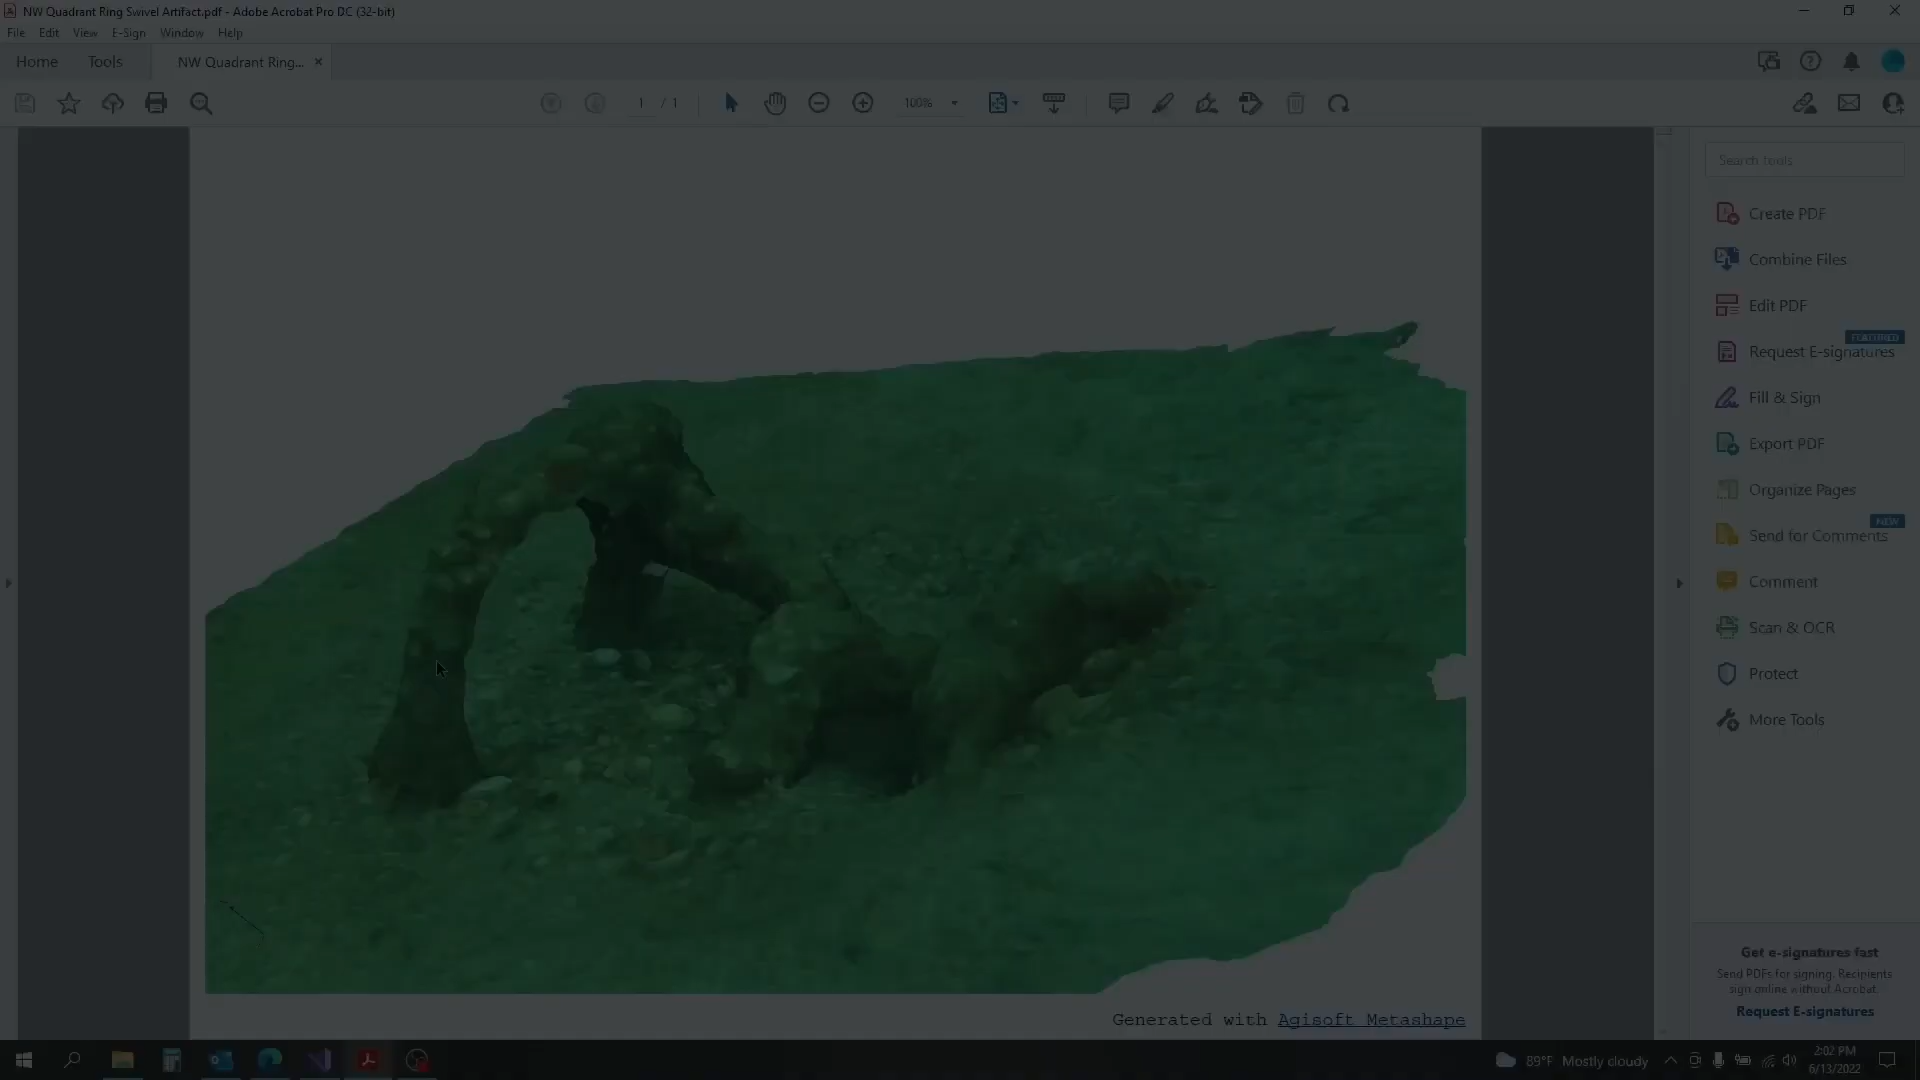 NW Quadrant Ring Swivel Artifact.pdf - Adobe Acrobat Pro DC (32-bit)
File Edit View E-Sign Window Help
Home Tools NW Quadrant Ring... ×
1 / 1 100%
Search tools
Create PDF
Combine Files
Edit PDF
FEATURED
Request E-signatures
Fill & Sign
Export PDF
Organize Pages
NEW
Send for Comments
Comment
Scan & OCR
Protect
More Tools
Get e-signatures fast
Send PDFs for signing. Recipients
sign online without Acrobat.
Request E-signatures
Generated with Agisoft Metashape
89°F Mostly cloudy
2:02 PM
6/13/2022